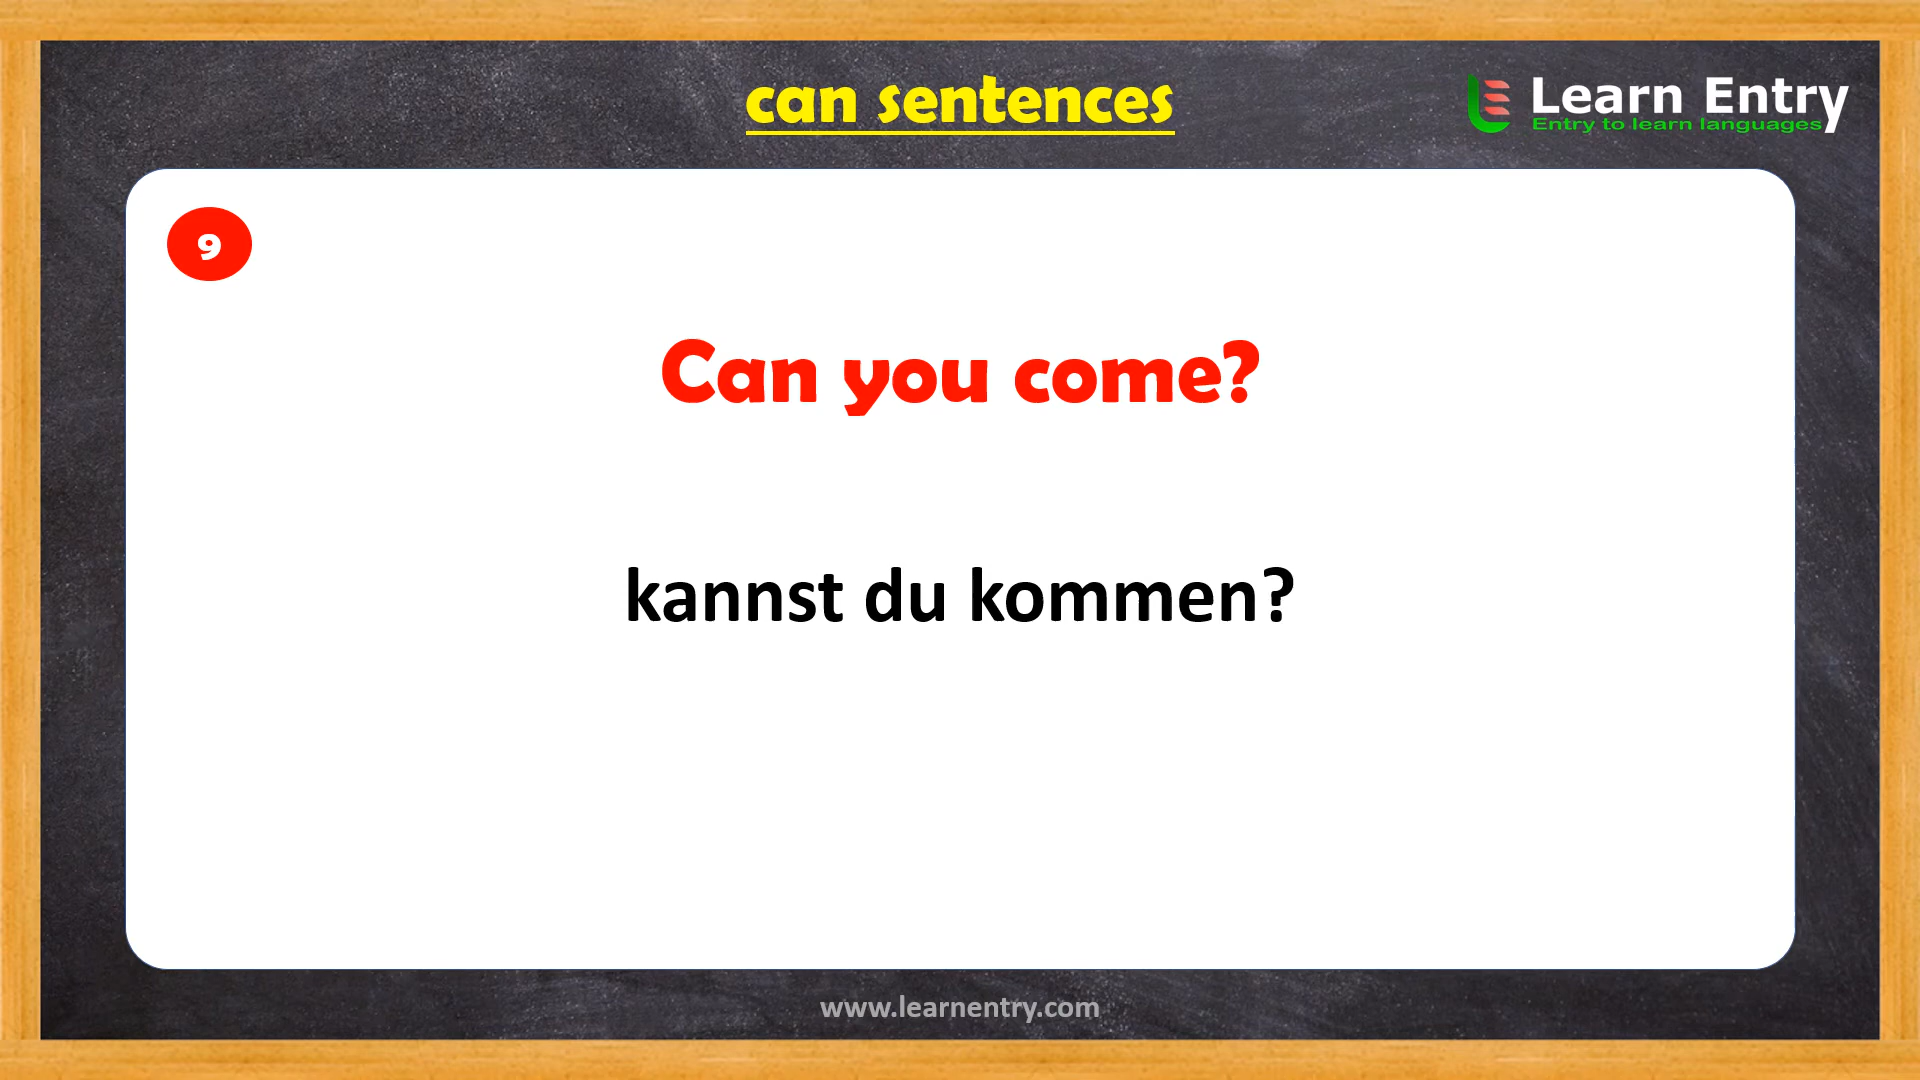 can sentences
Learn Entry
Entry to learn languages
9
Can you come?
kannst du kommen?
www.learnentry.com